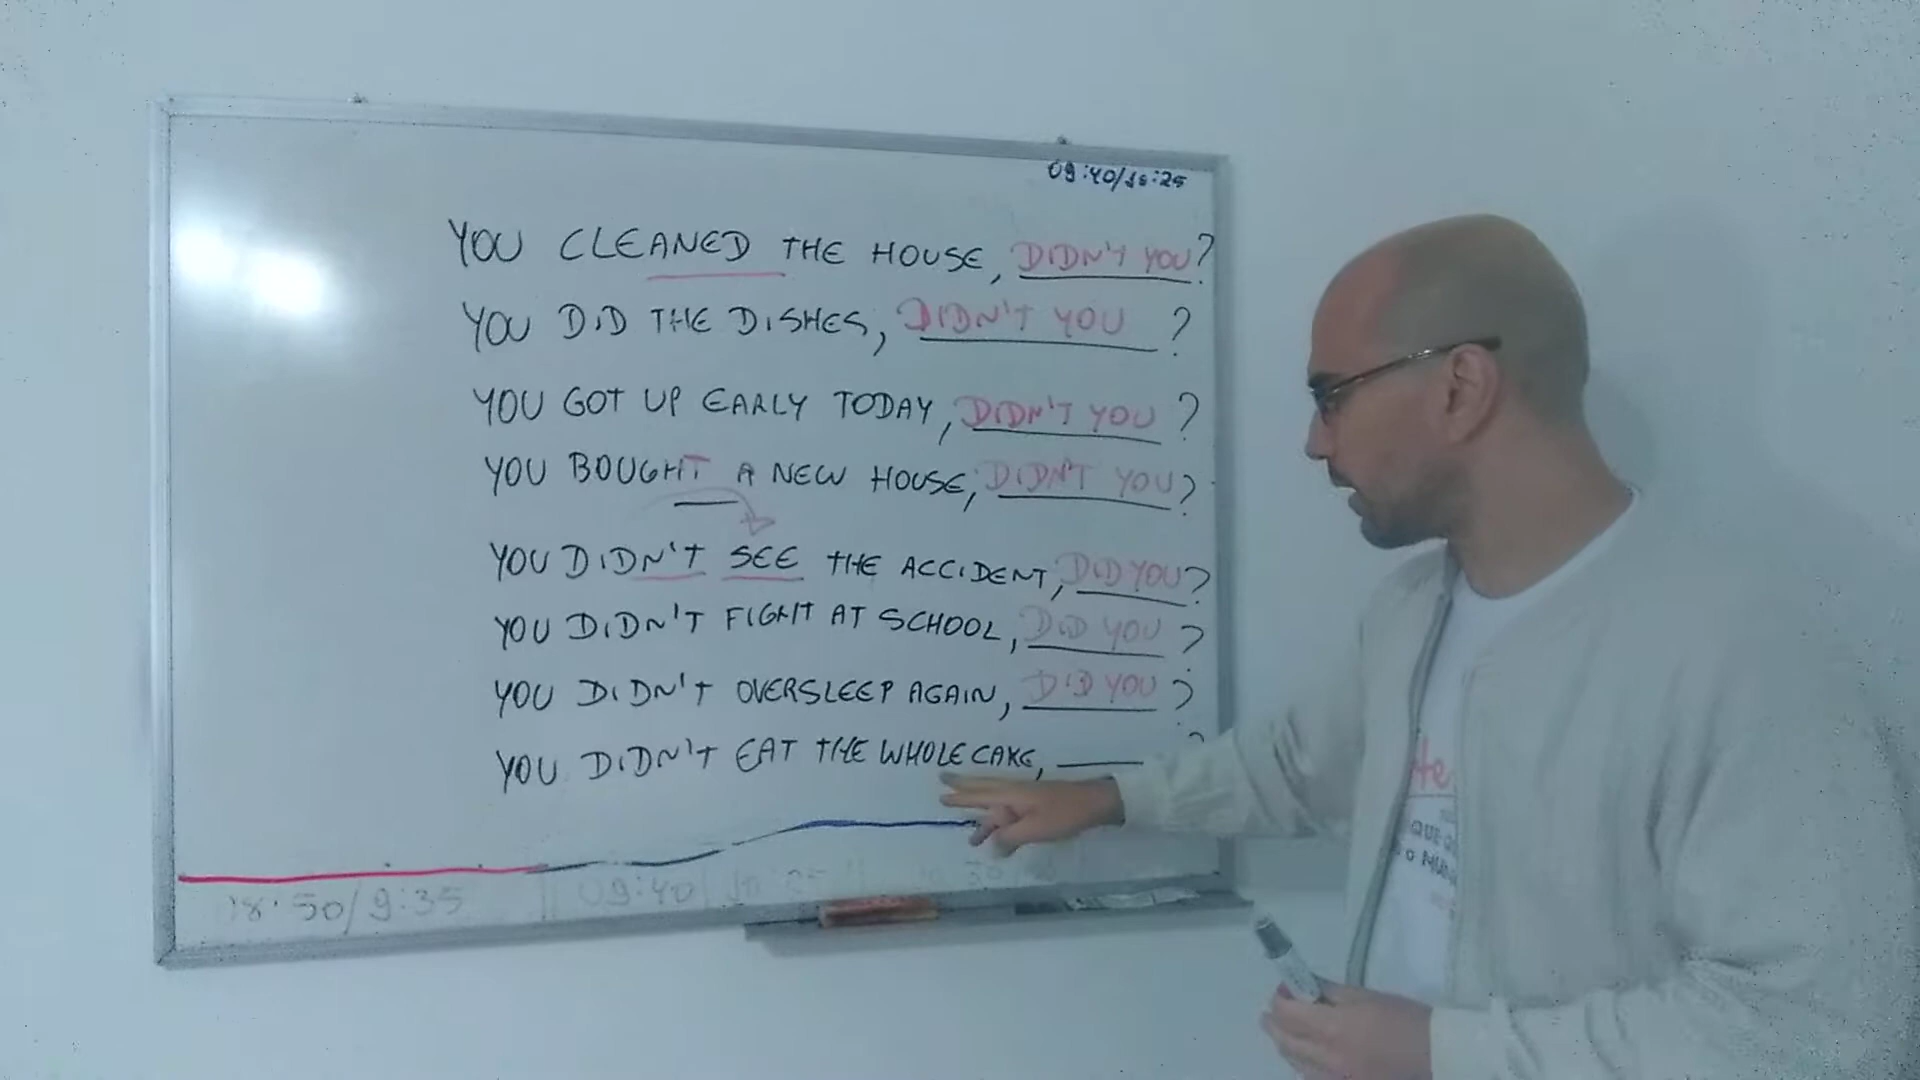 09:40/10:25
YOU CLEANED THE HOUSE, DIDN'T YOU?
YOU DID THE DISHES, DIDN'T YOU ?
YOU GOT UP EARLY TODAY, DIDN'T YOU ?
YOU BOUGHT A NEW HOUSE, DIDN'T YOU?
YOU DIDN'T SEE THE ACCIDENT, DID YOU?
YOU DIDN'T FIGHT AT SCHOOL, DID YOU ?
YOU DIDN'T OVERSLEEP AGAIN, DID YOU ?
YOU DIDN'T EAT THE WHOLE CAKE, ____ ?
18:50/9:35 || 09:40/